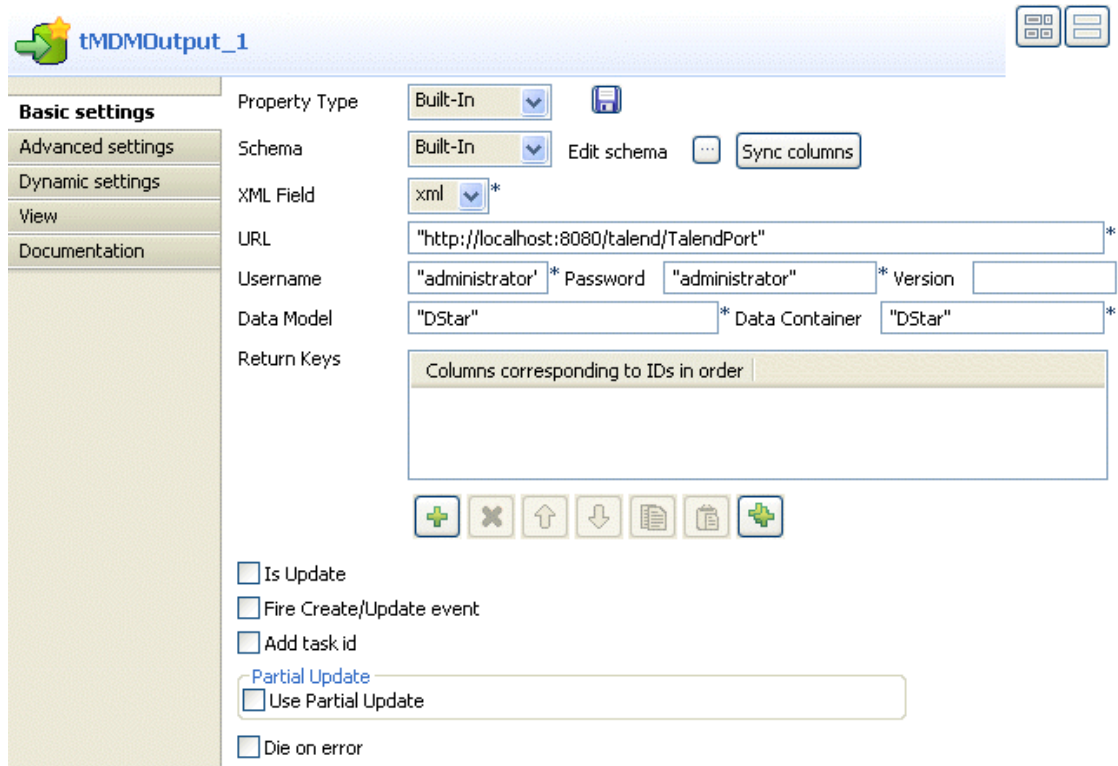 tMDMOutput_1
Basic settings
Advanced settings
Dynamic settings
View
Documentation
Property Type Built-In
Schema Built-In Edit schema ... Sync columns
XML Field xml *
URL "http://localhost:8080/talend/TalendPort" *
Username "administrator' * Password "administrator" * Version
Data Model "DStar" * Data Container "DStar" *
Return Keys
Columns corresponding to IDs in order
Is Update
Fire Create/Update event
Add task id
Partial Update
Use Partial Update
Die on error